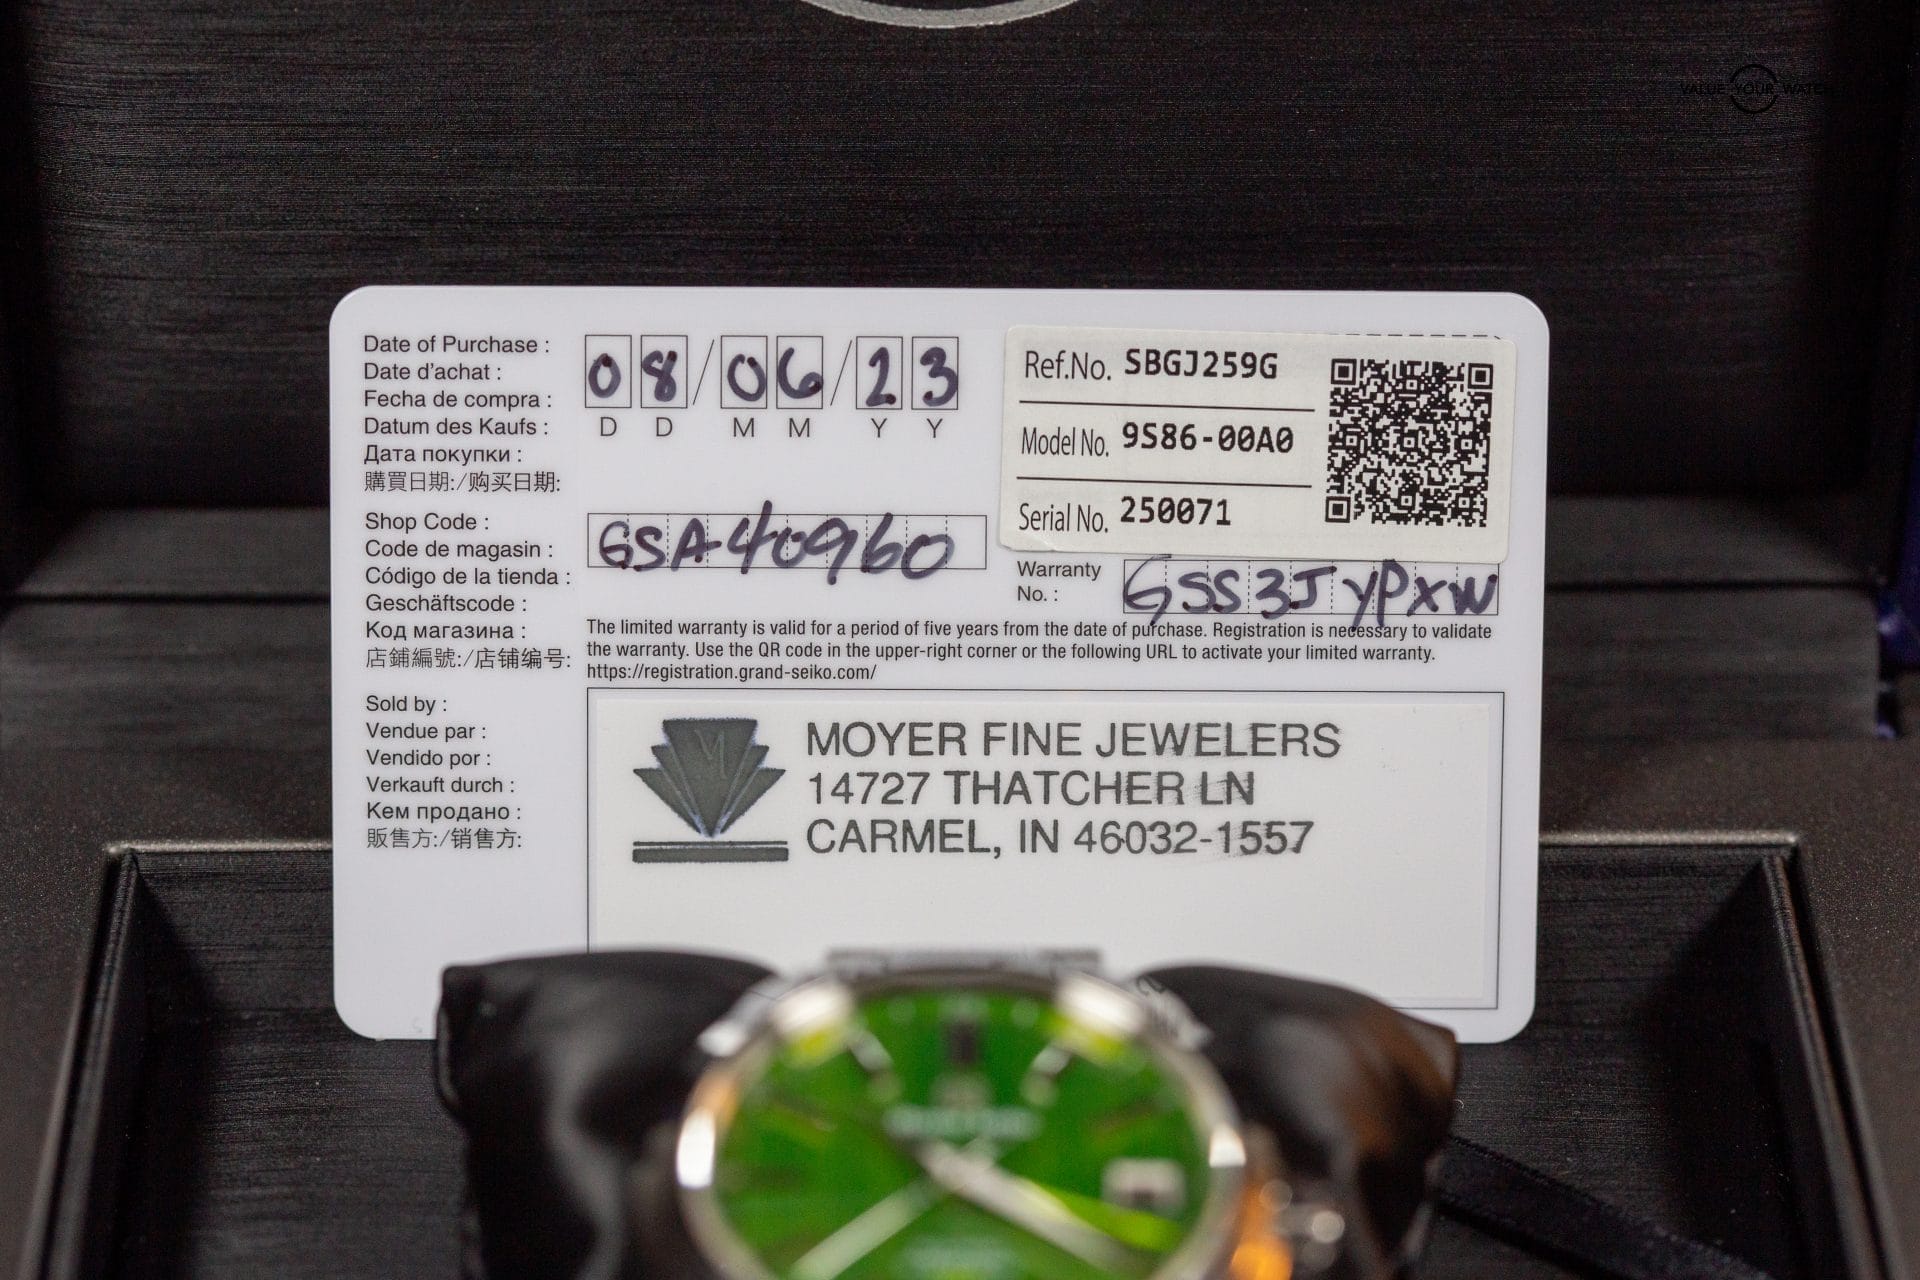 VALUE YOUR WATCH
Date of Purchase :
Date d'achat :
Fecha de compra :
Datum des Kaufs :
Дата покупки :
購買日期:/购买日期:
08/06/23
D D M M Y Y
Ref.No. SBGJ259G
Model No. 9S86-00A0
Serial No. 250071
Shop Code :
Code de magasin :
Código de la tienda :
Geschäftscode :
Код магазина :
店鋪編號:/店铺编号:
GSA40960
Warranty
No. :
GSS3JYPXW
The limited warranty is valid for a period of five years from the date of purchase. Registration is necessary to validate
the warranty. Use the QR code in the upper-right corner or the following URL to activate your limited warranty.
https://registration.grand-seiko.com/
Sold by :
Vendue par :
Vendido por :
Verkauft durch :
Кем продано :
販售方:/销售方:
MOYER FINE JEWELERS
14727 THATCHER LN
CARMEL, IN 46032-1557